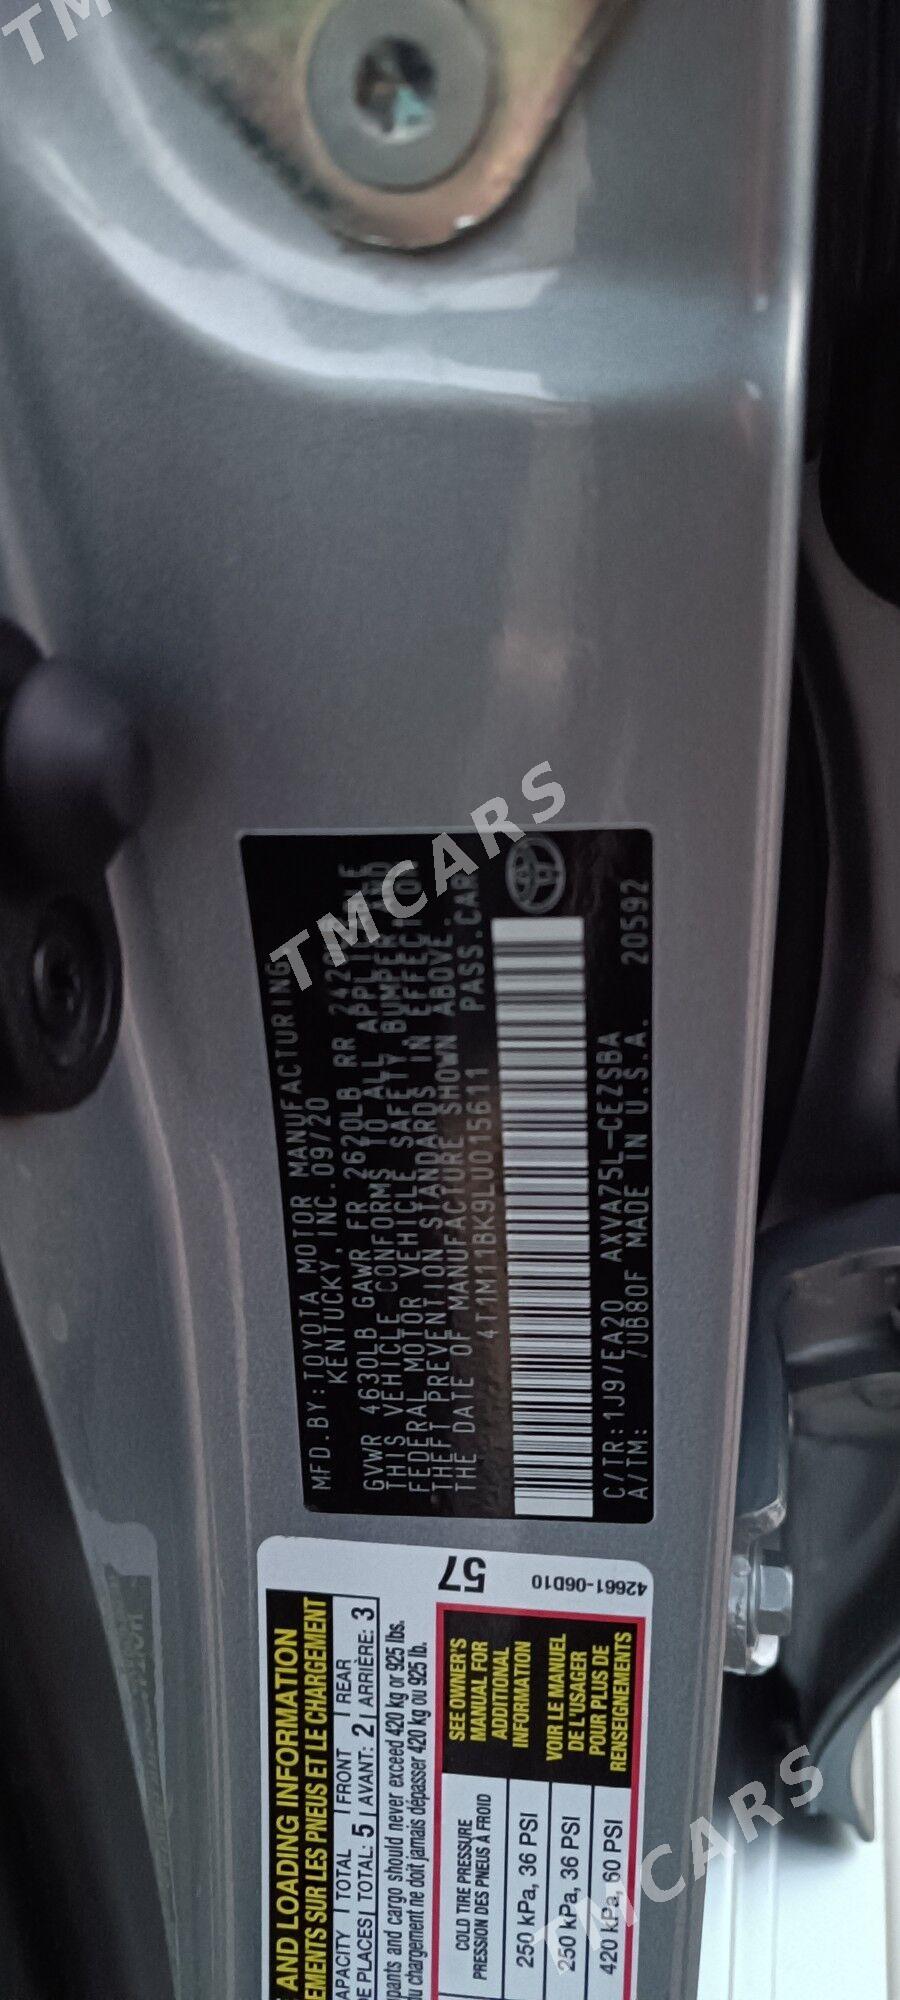 MFD.BY:TOYOTA MOTOR MANUFACTURING
KENTUCKY, INC. 09/20
GVWR 4630LB GAWR FR 2620LB RR
THIS VEHICLE CONFORMS TO ALL APPLICABLE
FEDERAL MOTOR VEHICLE SAFETY, BUMPER AND
THEFT PREVENTION STANDARDS IN EFFECT ON
THE DATE OF MANUFACTURE SHOWN ABOVE.
4T1M11BK9LU015611 PASS.CAR
C/TR:1J9/EA20 AXVA75L-CEZSBA
A/TM: /UB80F MADE IN U.S.A. 20592
57
42661-06D10
AND LOADING INFORMATION
EMENTS SUR LES PNEUS ET LE CHARGEMENT
APACITY TOTAL FRONT REAR
DE PLACES TOTAL: 5 AVANT: 2 ARRIÈRE: 3
pants and cargo should never exceed 420 kg or 925 lbs.
u chargement ne doit jamais dépasser 420 kg ou 925 lb.
COLD TIRE PRESSURE
PRESSION DES PNEUS À FROID
250 kPa, 36 PSI
250 kPa, 36 PSI
420 kPa, 60 PSI
SEE OWNER'S
MANUAL FOR
ADDITIONAL
INFORMATION
VOIR LE MANUEL
DE L'USAGER
POUR PLUS DE
RENSEIGNEMENTS
TMCARS
TMCARS
TM